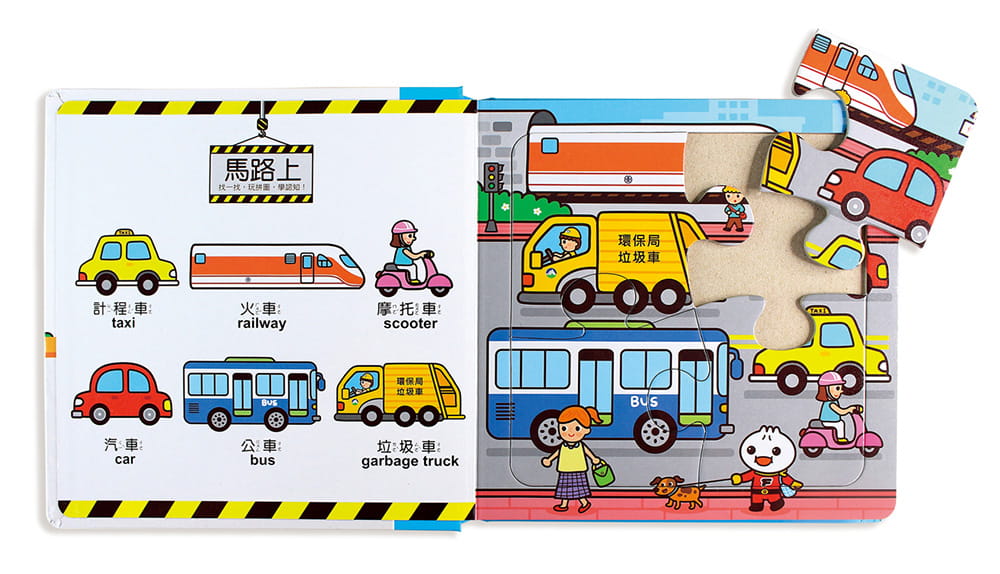 馬路上
找一找，玩拼圖，學認知！
TAXI
計程車
taxi
火車
railway
摩托車
scooter
BUS
環保局
垃圾車
汽車
car
公車
bus
垃圾車
garbage truck
環保局
垃圾車
TAXI
BUS
F